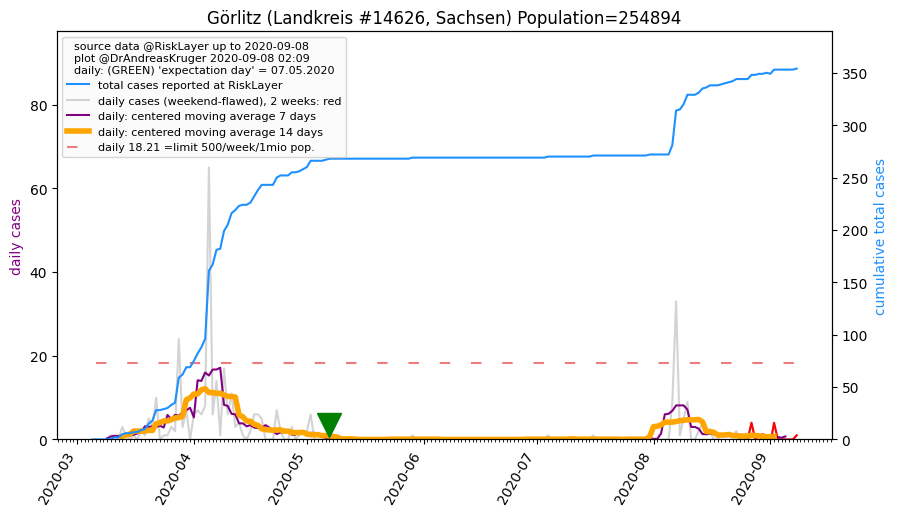 Görlitz (Landkreis #14626, Sachsen) Population=254894
source data @RiskLayer up to 2020-09-08
plot @DrAndreasKruger 2020-09-08 02:09
daily: (GREEN) 'expectation day' = 07.05.2020
total cases reported at RiskLayer
daily cases (weekend-flawed), 2 weeks: red
daily: centered moving average 7 days
daily: centered moving average 14 days
daily 18.21 =limit 500/week/1mio pop.
daily cases
80
60
40
20
0
cumulative total cases
350
300
250
200
150
100
50
0
2020-03
2020-04
2020-05
2020-06
2020-07
2020-08
2020-09